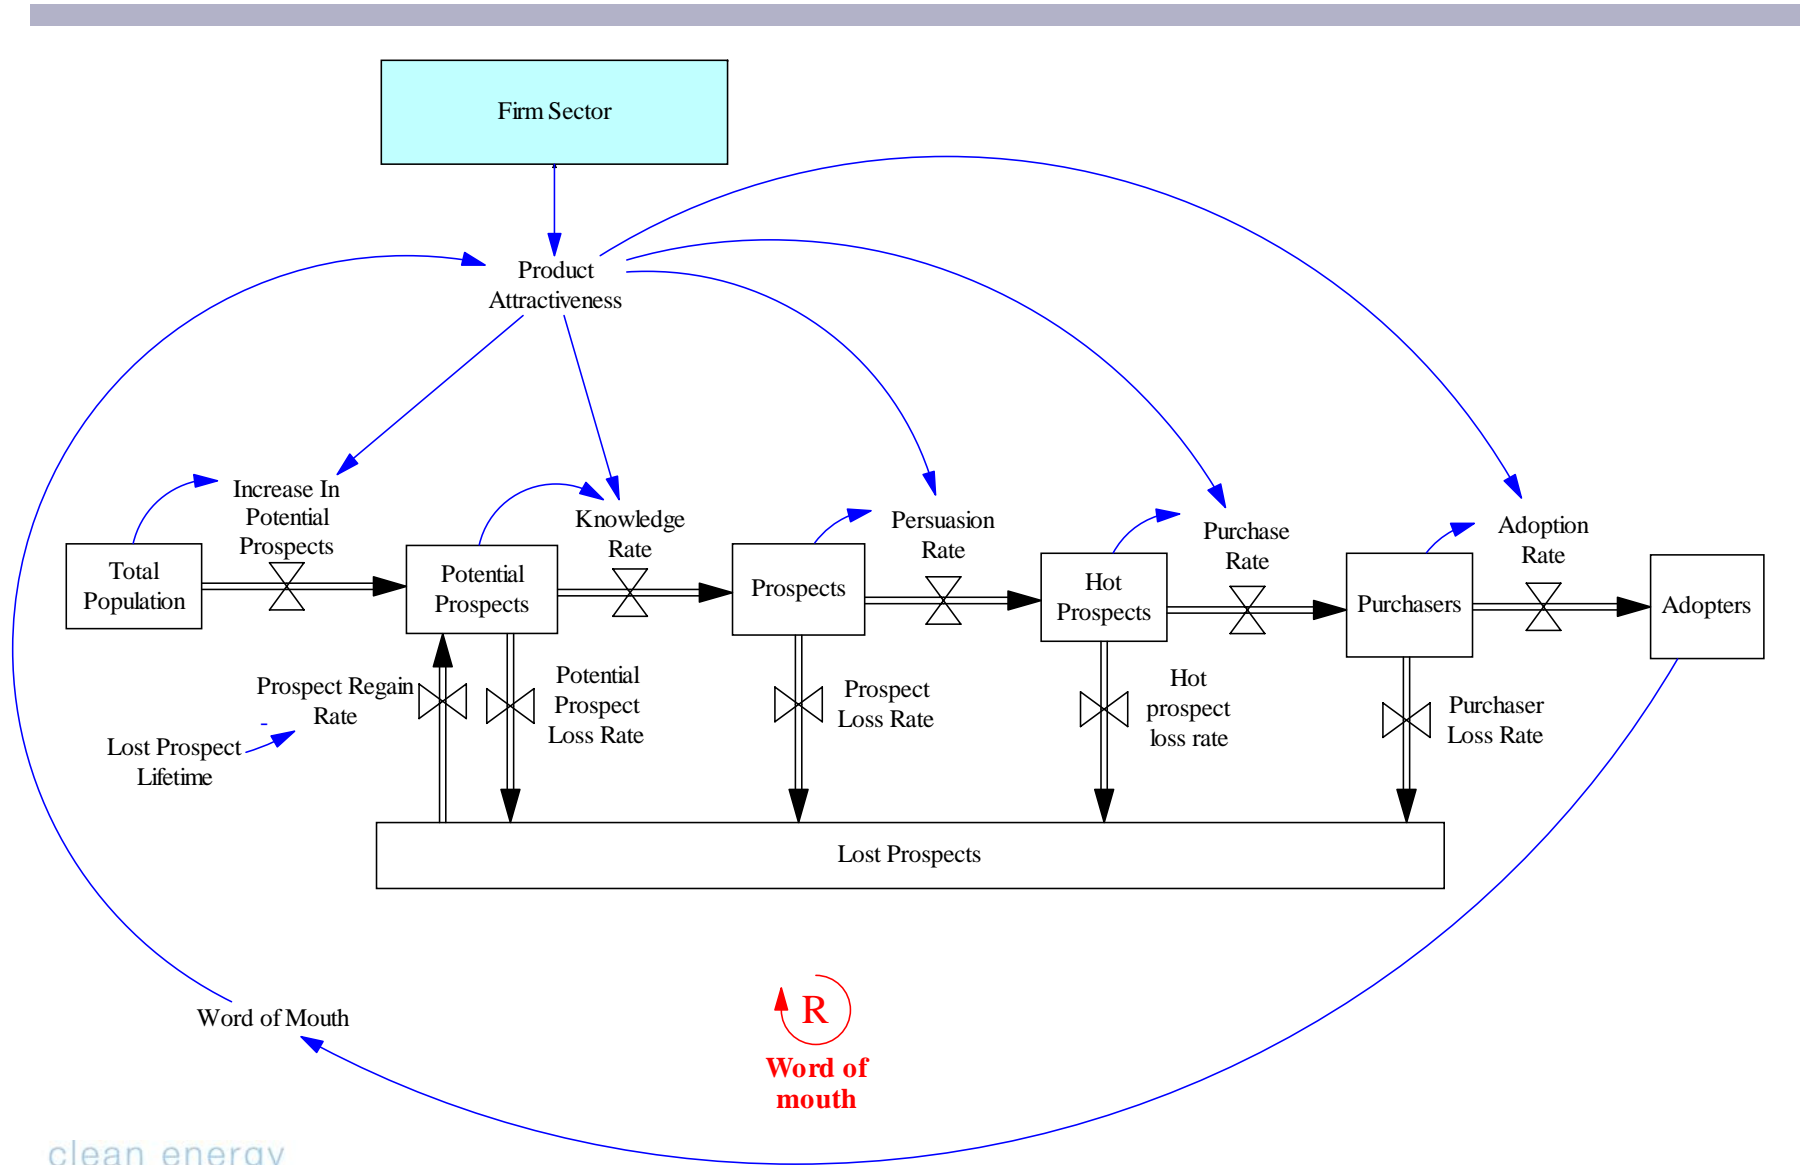 Firm Sector
Product
Attractiveness
Increase In
Potential
Prospects
Knowledge
Rate
Persuasion
Rate
Purchase
Rate
Adoption
Rate
Total
Population
Potential
Prospects
Prospects
Hot
Prospects
Purchasers
Adopters
Prospect Regain
Rate
-
Lost Prospect
Lifetime
Potential
Prospect
Loss Rate
Prospect
Loss Rate
Hot
prospect
loss rate
Purchaser
Loss Rate
Lost Prospects
Word of Mouth
R
Word of
mouth
clean energy